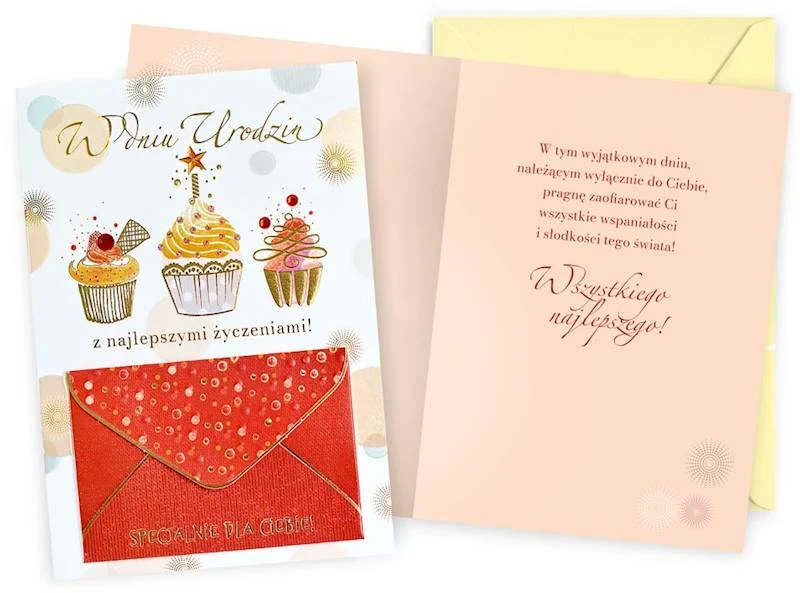 W dniu Urodzin
z najlepszymi życzeniami!
SPECJALNIE DLA CIEBIE!
W tym wyjątkowym dniu,
należącym wyłącznie do Ciebie,
pragnę zaofiarować Ci
wszystkie wspaniałości
i słodkości tego świata!
Wszystkiego
najlepszego!